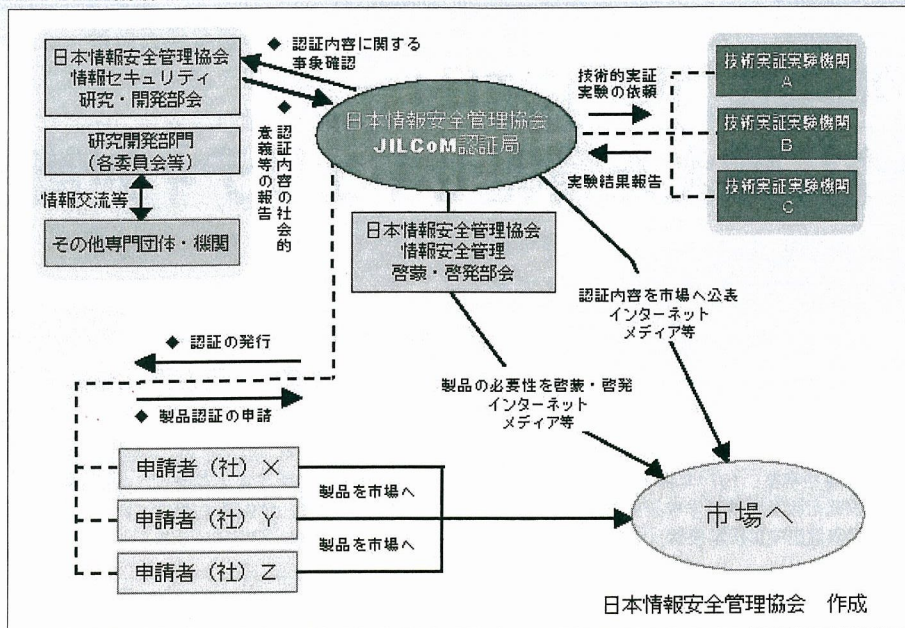 日本情報安全管理協会
情報セキュリティ
研究・開発部会
研究開発部門
(各委員会等)
情報交流等
その他専門団体・機関
◆ 認証内容に関する
事象確認
◆ 認証内容の社会的
意義等の報告
日本情報安全管理協会
JILCoM認証局
技術的実証
実験の依頼
実験結果報告
技術実証実験機関
A
技術実証実験機関
B
技術実証実験機関
C
日本情報安全管理協会
情報安全管理
啓蒙・啓発部会
認証内容を市場へ公表
インターネット
メディア等
製品の必要性を啓蒙・啓発
インターネット
メディア等
◆ 認証の発行
◆ 製品認証の申請
申請者（社）X
製品を市場へ
申請者（社）Y
製品を市場へ
申請者（社）Z
市場へ
日本情報安全管理協会 作成